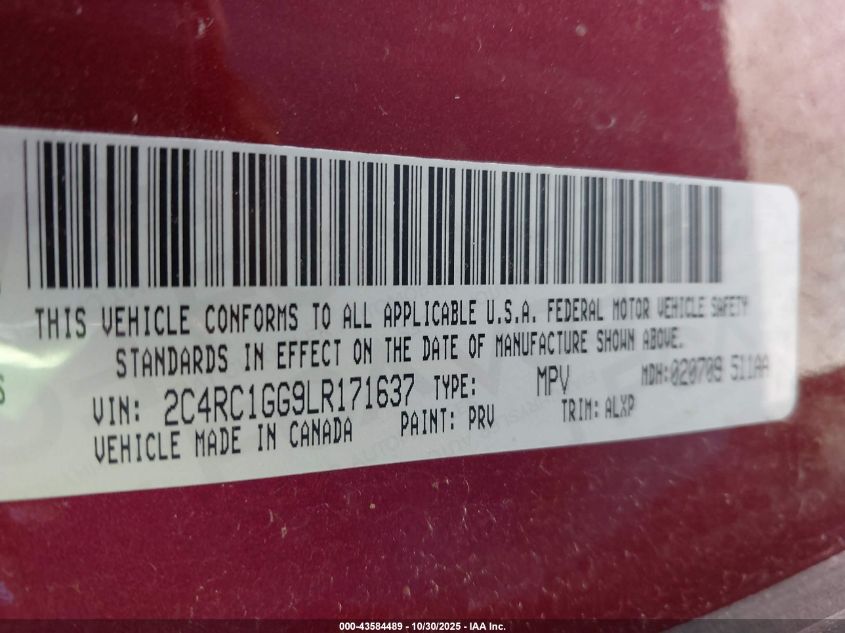 THIS VEHICLE CONFORMS TO ALL APPLICABLE U.S.A. FEDERAL MOTOR VEHICLE SAFETY
STANDARDS IN EFFECT ON THE DATE OF MANUFACTURE SHOWN ABOVE.
VIN: 2C4RC1GG9LR171637 TYPE: MPV MDH:020709 511AA
VEHICLE MADE IN CANADA PAINT: PRV TRIM: ALXP
000-43584489 - 10/30/2025 - IAA Inc.